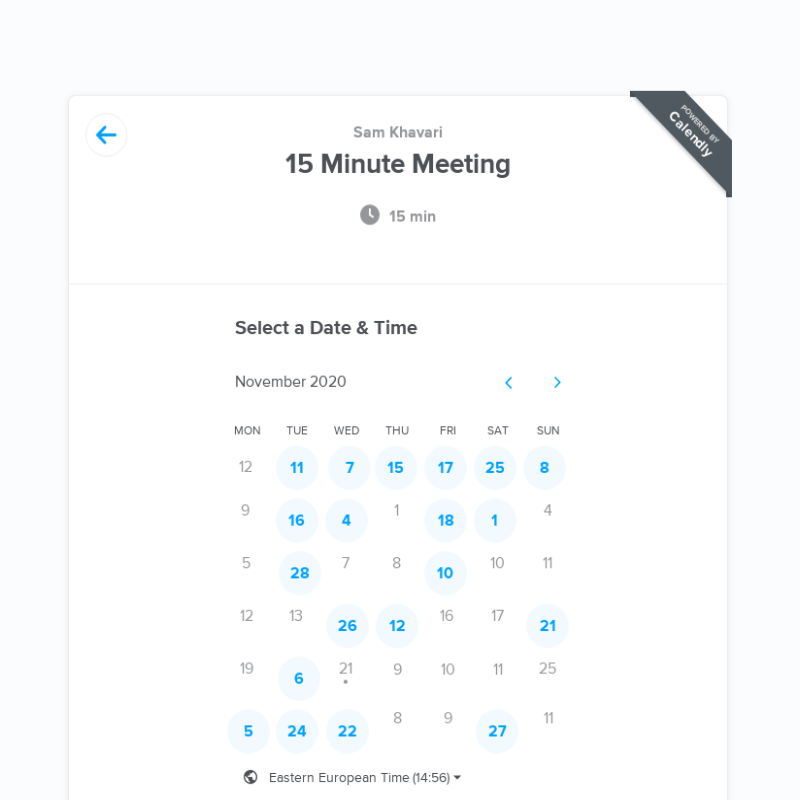 POWERED BY
Calendly
Sam Khavari
15 Minute Meeting
15 min
Select a Date & Time
November 2020
MON TUE WED THU FRI SAT SUN
12 11 7 15 17 25 8
9 16 4 1 18 1 4
5 28 7 8 10 10 11
12 13 26 12 16 17 21
19 6 21 9 10 11 25
5 24 22 8 9 27 11
Eastern European Time (14:56)